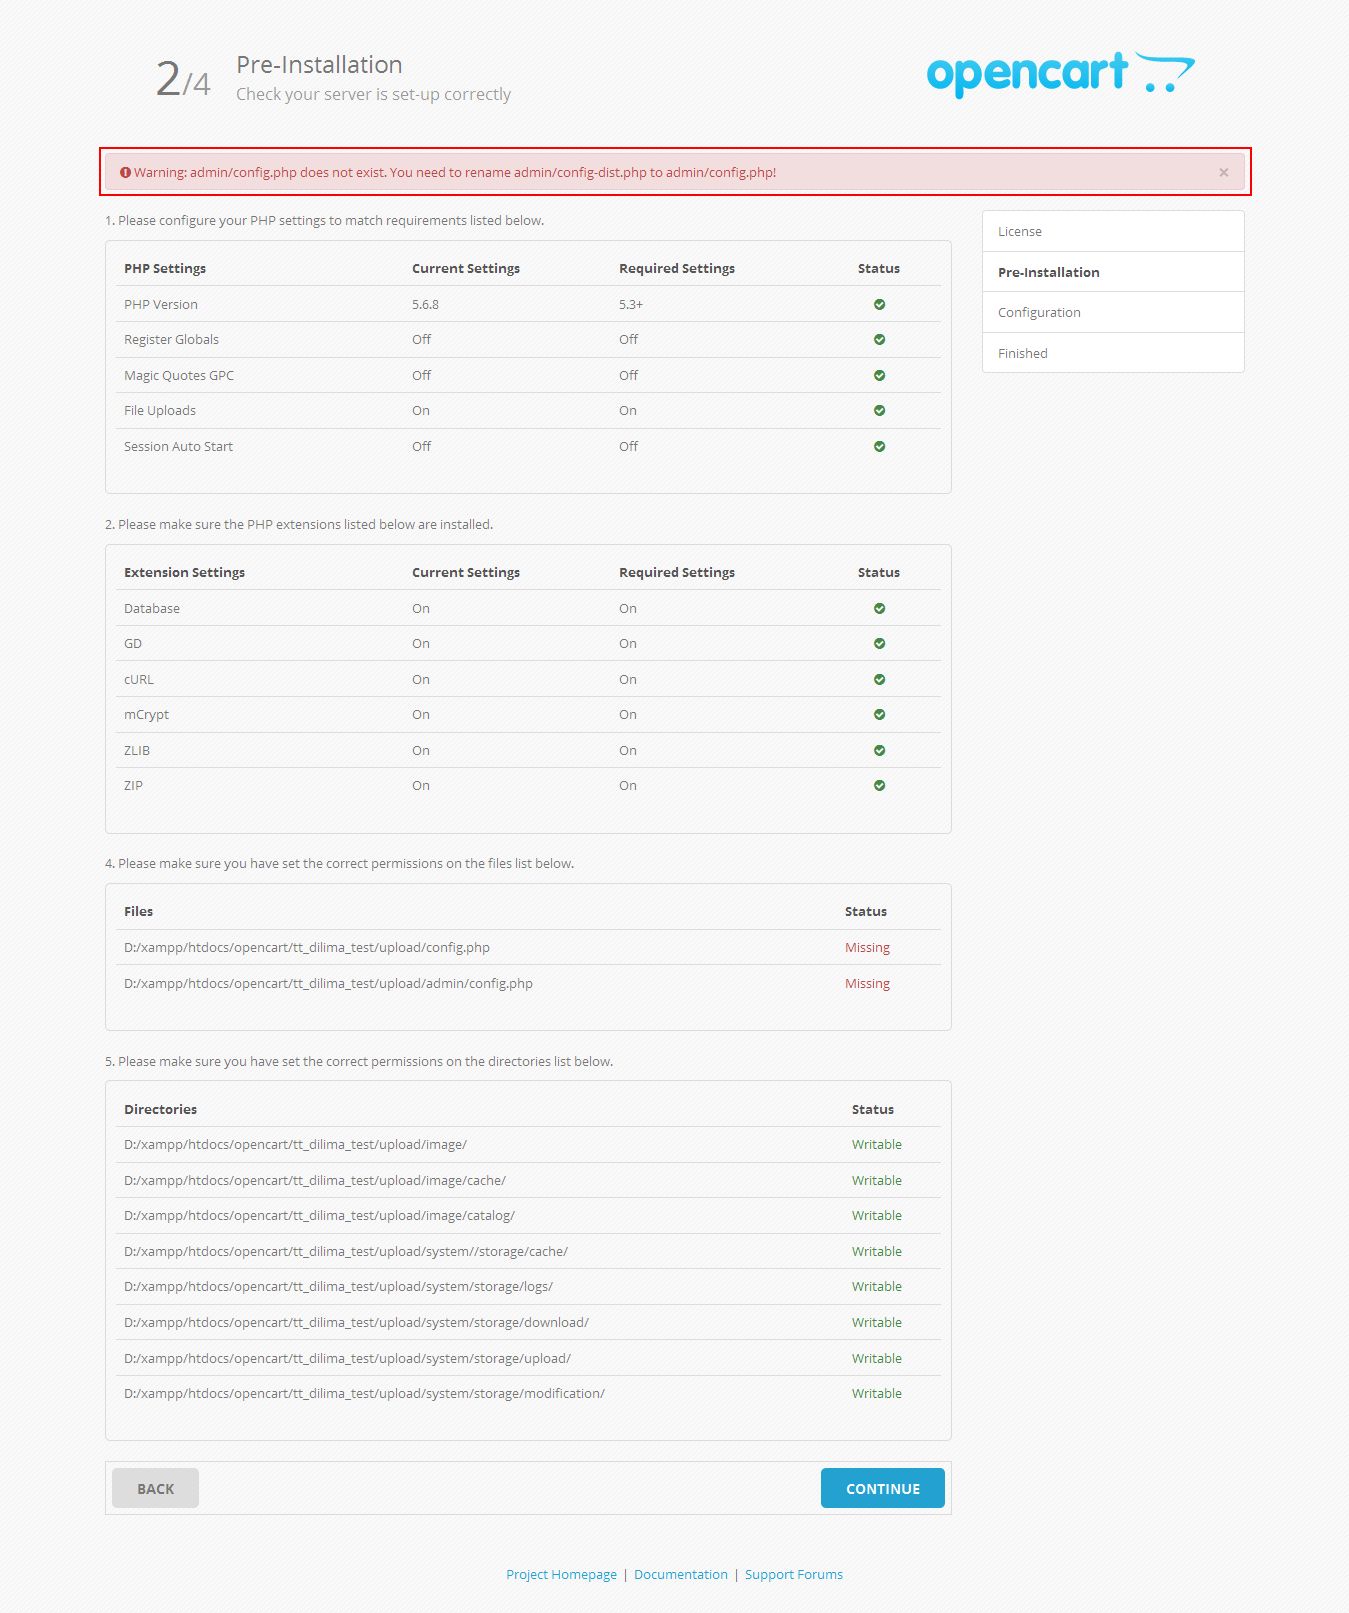 2/4
Pre-Installation
Check your server is set-up correctly
opencart
Warning: admin/config.php does not exist. You need to rename admin/config-dist.php to admin/config.php! ×
1. Please configure your PHP settings to match requirements listed below.
PHP Settings Current Settings Required Settings Status
PHP Version 5.6.8 5.3+
Register Globals Off Off
Magic Quotes GPC Off Off
File Uploads On On
Session Auto Start Off Off
License
Pre-Installation
Configuration
Finished
2. Please make sure the PHP extensions listed below are installed.
Extension Settings Current Settings Required Settings Status
Database On On
GD On On
cURL On On
mCrypt On On
ZLIB On On
ZIP On On
4. Please make sure you have set the correct permissions on the files list below.
Files Status
D:/xampp/htdocs/opencart/tt_dilima_test/upload/config.php Missing
D:/xampp/htdocs/opencart/tt_dilima_test/upload/admin/config.php Missing
5. Please make sure you have set the correct permissions on the directories list below.
Directories Status
D:/xampp/htdocs/opencart/tt_dilima_test/upload/image/ Writable
D:/xampp/htdocs/opencart/tt_dilima_test/upload/image/cache/ Writable
D:/xampp/htdocs/opencart/tt_dilima_test/upload/image/catalog/ Writable
D:/xampp/htdocs/opencart/tt_dilima_test/upload/system//storage/cache/ Writable
D:/xampp/htdocs/opencart/tt_dilima_test/upload/system/storage/logs/ Writable
D:/xampp/htdocs/opencart/tt_dilima_test/upload/system/storage/download/ Writable
D:/xampp/htdocs/opencart/tt_dilima_test/upload/system/storage/upload/ Writable
D:/xampp/htdocs/opencart/tt_dilima_test/upload/system/storage/modification/ Writable
BACK CONTINUE
Project Homepage | Documentation | Support Forums